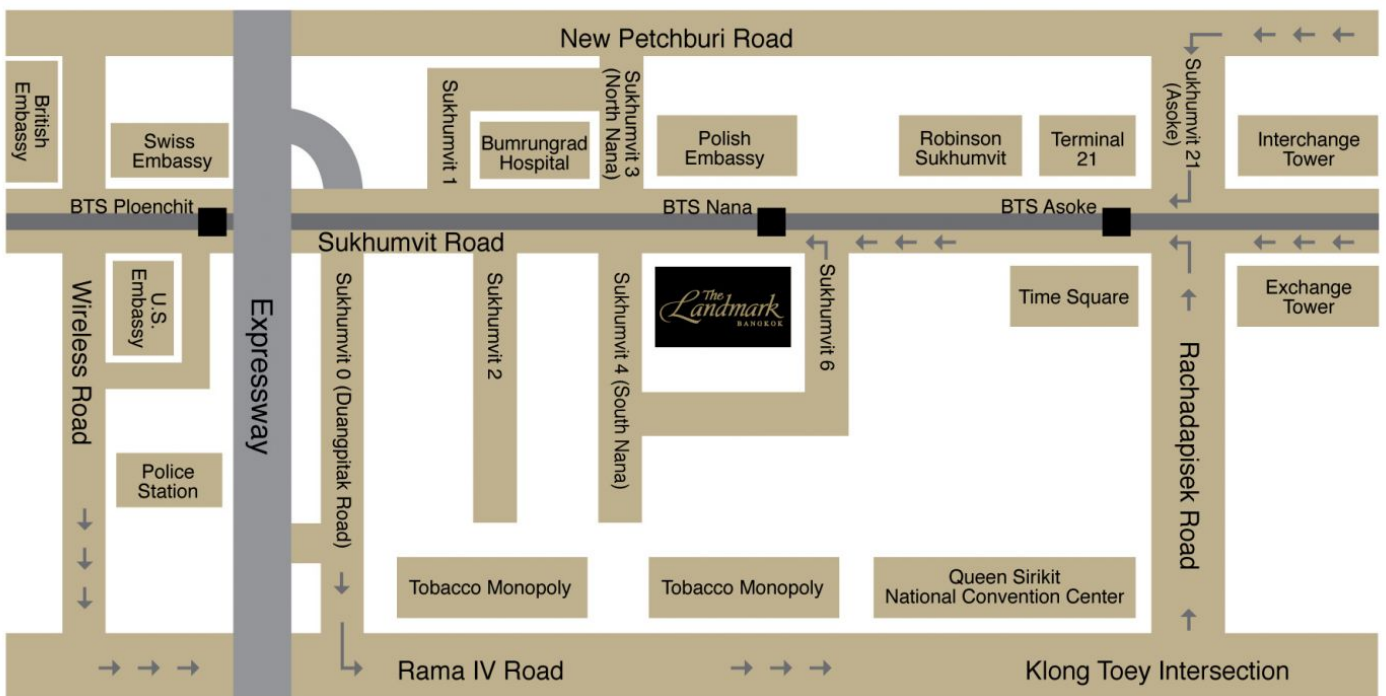 New Petchburi Road
British
Embassy
Swiss
Embassy
Sukhumvit 1
Bumrungrad
Hospital
Sukhumvit 3
(North Nana)
Polish
Embassy
Robinson
Sukhumvit
Terminal
21
Sukhumvit 21
(Asoke)
Interchange
Tower
BTS Ploenchit
BTS Nana
BTS Asoke
Sukhumvit Road
Wireless Road
U.S.
Embassy
Expressway
Sukhumvit 0 (Duangpitak Road)
Sukhumvit 2
Sukhumvit 4 (South Nana)
The
Landmark
BANGKOK
Sukhumvit 6
Time Square
Rachadapisek Road
Exchange
Tower
Police
Station
Tobacco Monopoly
Tobacco Monopoly
Queen Sirikit
National Convention Center
Rama IV Road
Klong Toey Intersection